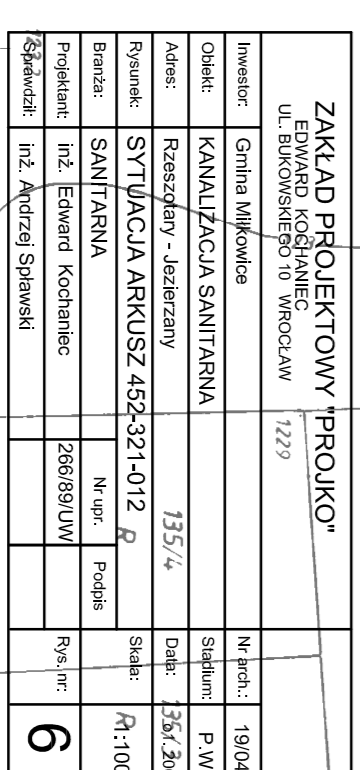 ZAKŁAD PROJEKTOWY "PROJKO"
EDWARD KOCHANIEC
UL. BUKOWSKIEGO 10 WROCŁAW
1229
Inwestor: Gmina Miłkowice Nr arch.: 19/04
Obiekt: KANALIZACJA SANITARNA Stadium: P.W
Adres: Rzeszotary - Jezierzany 135/4 Data:
Rysunek: SYTUACJA ARKUSZ 452-321-012 R Skala: 1:100
Branża: SANITARNA Nr upr. Podpis
Projektant: inż. Edward Kochaniec 266/89/UW Rys. nr: 6
Sprawdził: inż. Andrzej Spławski